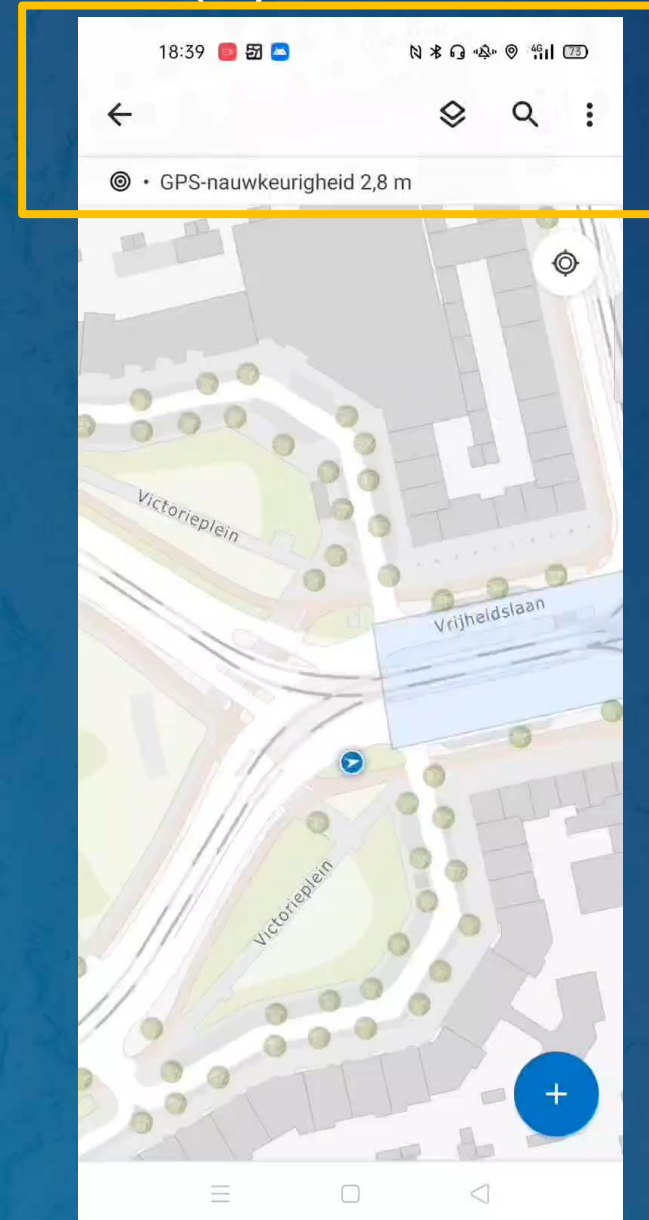 18:39
4G 73
GPS-nauwkeurigheid 2,8 m
Victorieplein
Vrijheidslaan
Victorieplein